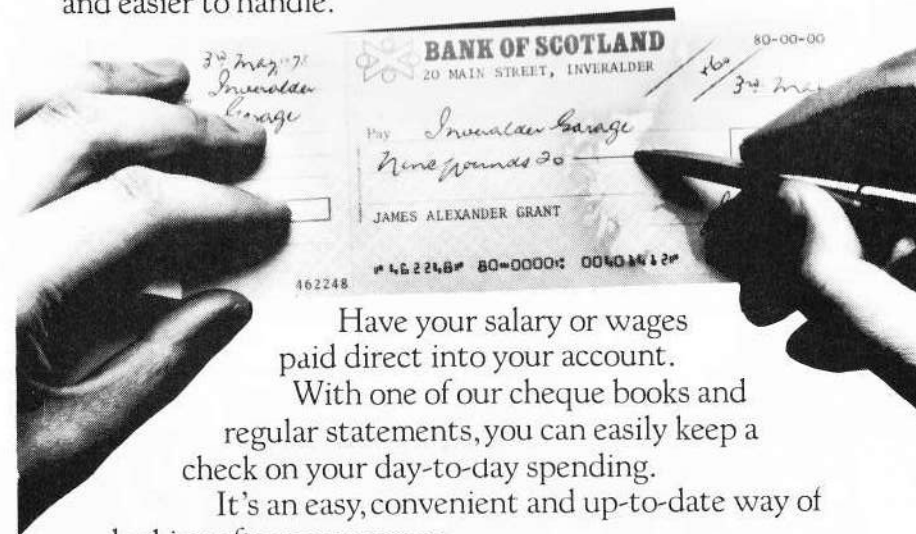 and easier to handle.
3rd May 7
Inveralder
Garage
BANK OF SCOTLAND
20 MAIN STREET, INVERALDER
80-00-00
3rd May
Pay Inveralder Garage
Nine pounds 20
JAMES ALEXANDER GRANT
462248
"462248" 80-0000: 00401412"
Have your salary or wages
paid direct into your account.
With one of our cheque books and
regular statements, you can easily keep a
check on your day-to-day spending.
It's an easy, convenient and up-to-date way of